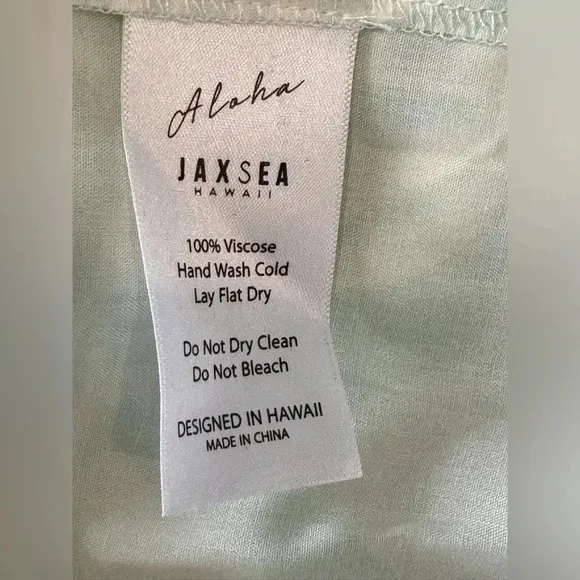 Aloha
JAXSEA
HAWAII
100% Viscose
Hand Wash Cold
Lay Flat Dry
Do Not Dry Clean
Do Not Bleach
DESIGNED IN HAWAII
MADE IN CHINA